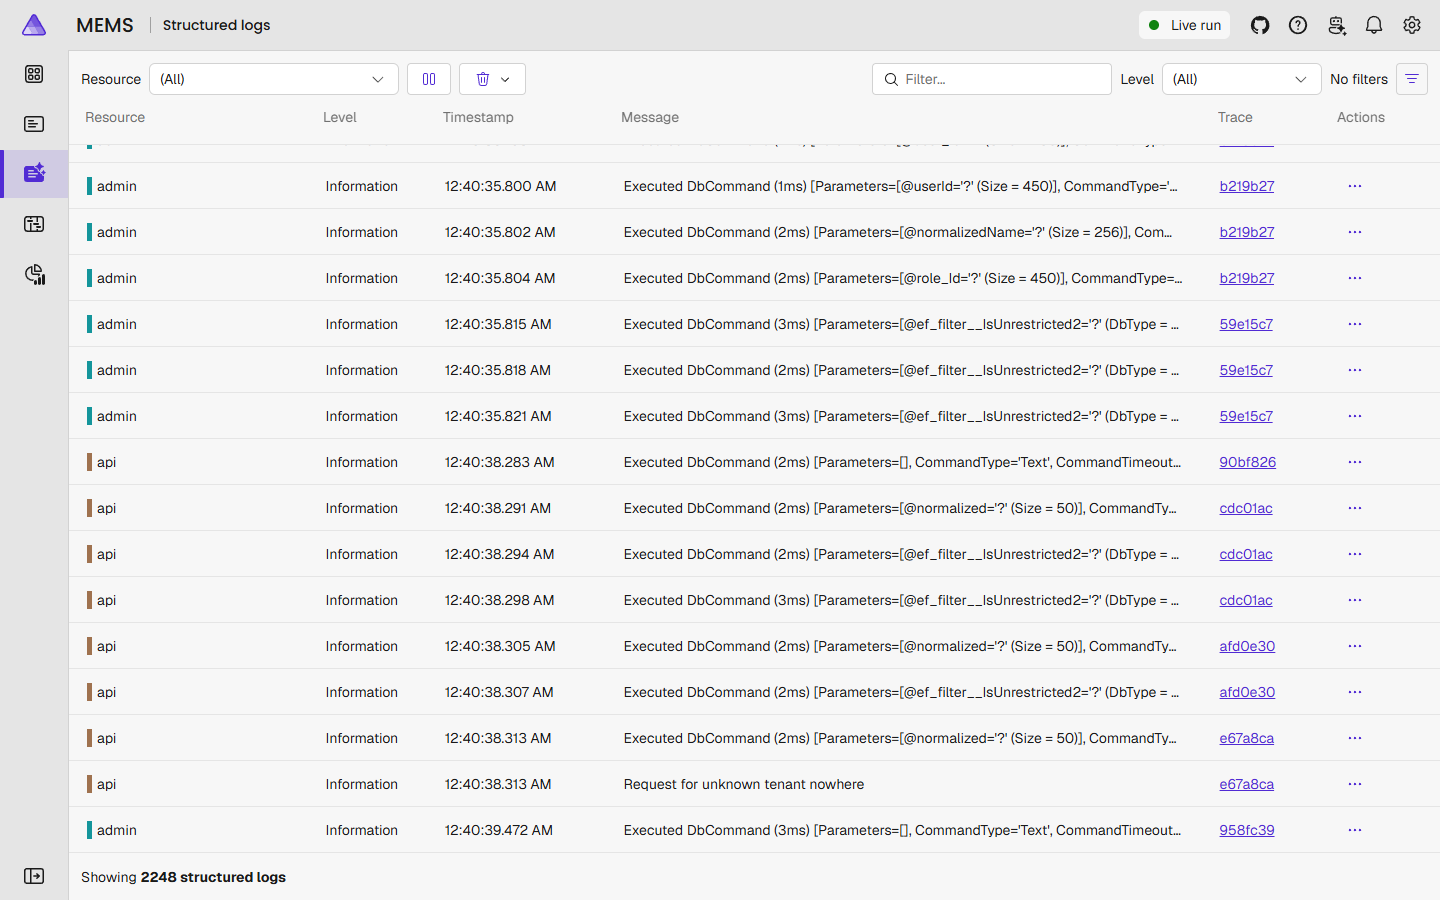 MEMS
Structured logs
Live run
Resource
(All)
Filter...
Level
(All)
No filters
Resource Level Timestamp Message Trace Actions
admin Information 12:40:35.800 AM Executed DbCommand (1ms) [Parameters=[@userId='?' (Size = 450)], CommandType='... b219b27
admin Information 12:40:35.802 AM Executed DbCommand (2ms) [Parameters=[@normalizedName='?' (Size = 256)], Com... b219b27
admin Information 12:40:35.804 AM Executed DbCommand (2ms) [Parameters=[@role_Id='?' (Size = 450)], CommandType=... b219b27
admin Information 12:40:35.815 AM Executed DbCommand (3ms) [Parameters=[@ef_filter__IsUnrestricted2='?' (DbType = ... 59e15c7
admin Information 12:40:35.818 AM Executed DbCommand (2ms) [Parameters=[@ef_filter__IsUnrestricted2='?' (DbType = ... 59e15c7
admin Information 12:40:35.821 AM Executed DbCommand (3ms) [Parameters=[@ef_filter__IsUnrestricted2='?' (DbType = ... 59e15c7
api Information 12:40:38.283 AM Executed DbCommand (2ms) [Parameters=[], CommandType='Text', CommandTimeout... 90bf826
api Information 12:40:38.291 AM Executed DbCommand (2ms) [Parameters=[@normalized='?' (Size = 50)], CommandTy... cdc01ac
api Information 12:40:38.294 AM Executed DbCommand (2ms) [Parameters=[@ef_filter__IsUnrestricted2='?' (DbType = ... cdc01ac
api Information 12:40:38.298 AM Executed DbCommand (3ms) [Parameters=[@ef_filter__IsUnrestricted2='?' (DbType = ... cdc01ac
api Information 12:40:38.305 AM Executed DbCommand (2ms) [Parameters=[@normalized='?' (Size = 50)], CommandTy... afd0e30
api Information 12:40:38.307 AM Executed DbCommand (2ms) [Parameters=[@ef_filter__IsUnrestricted2='?' (DbType = ... afd0e30
api Information 12:40:38.313 AM Executed DbCommand (2ms) [Parameters=[@normalized='?' (Size = 50)], CommandTy... e67a8ca
api Information 12:40:38.313 AM Request for unknown tenant nowhere e67a8ca
admin Information 12:40:39.472 AM Executed DbCommand (3ms) [Parameters=[], CommandType='Text', CommandTimeout... 958fc39
Showing 2248 structured logs